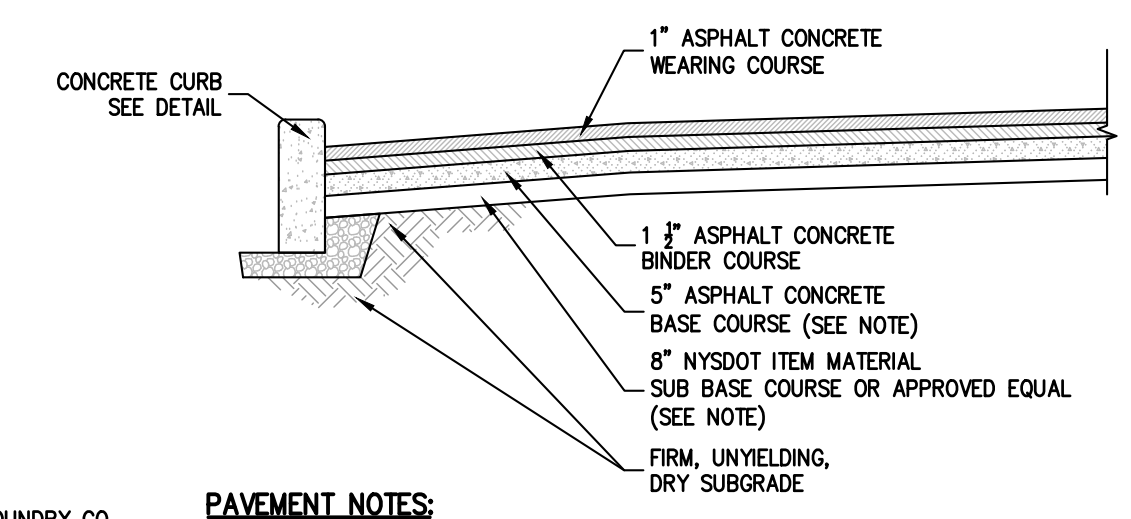 1" ASPHALT CONCRETE
WEARING COURSE
CONCRETE CURB
SEE DETAIL
1 ½" ASPHALT CONCRETE
BINDER COURSE
5" ASPHALT CONCRETE
BASE COURSE (SEE NOTE)
8" NYSDOT ITEM MATERIAL
SUB BASE COURSE OR APPROVED EQUAL
(SEE NOTE)
FIRM, UNYIELDING,
DRY SUBGRADE
PAVEMENT NOTES: